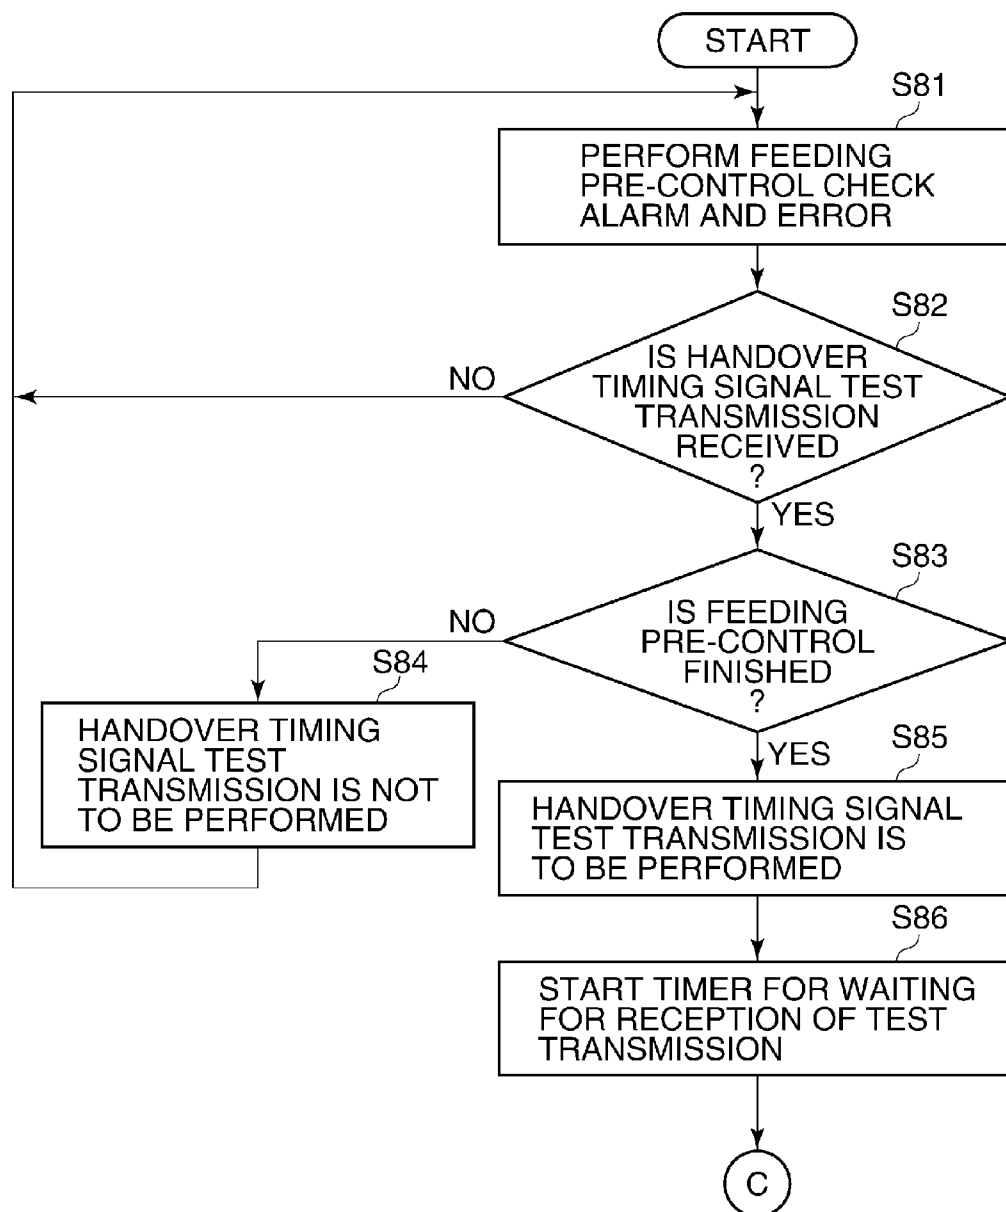 START
S81
PERFORM FEEDING
PRE-CONTROL CHECK
ALARM AND ERROR
S82
IS HANDOVER
TIMING SIGNAL TEST
TRANSMISSION
RECEIVED
?
NO
YES
S83
IS FEEDING
PRE-CONTROL
FINISHED
?
NO
YES
S84
HANDOVER TIMING
SIGNAL TEST
TRANSMISSION IS NOT
TO BE PERFORMED
S85
HANDOVER TIMING SIGNAL
TEST TRANSMISSION IS
TO BE PERFORMED
S86
START TIMER FOR WAITING
FOR RECEPTION OF TEST
TRANSMISSION
C